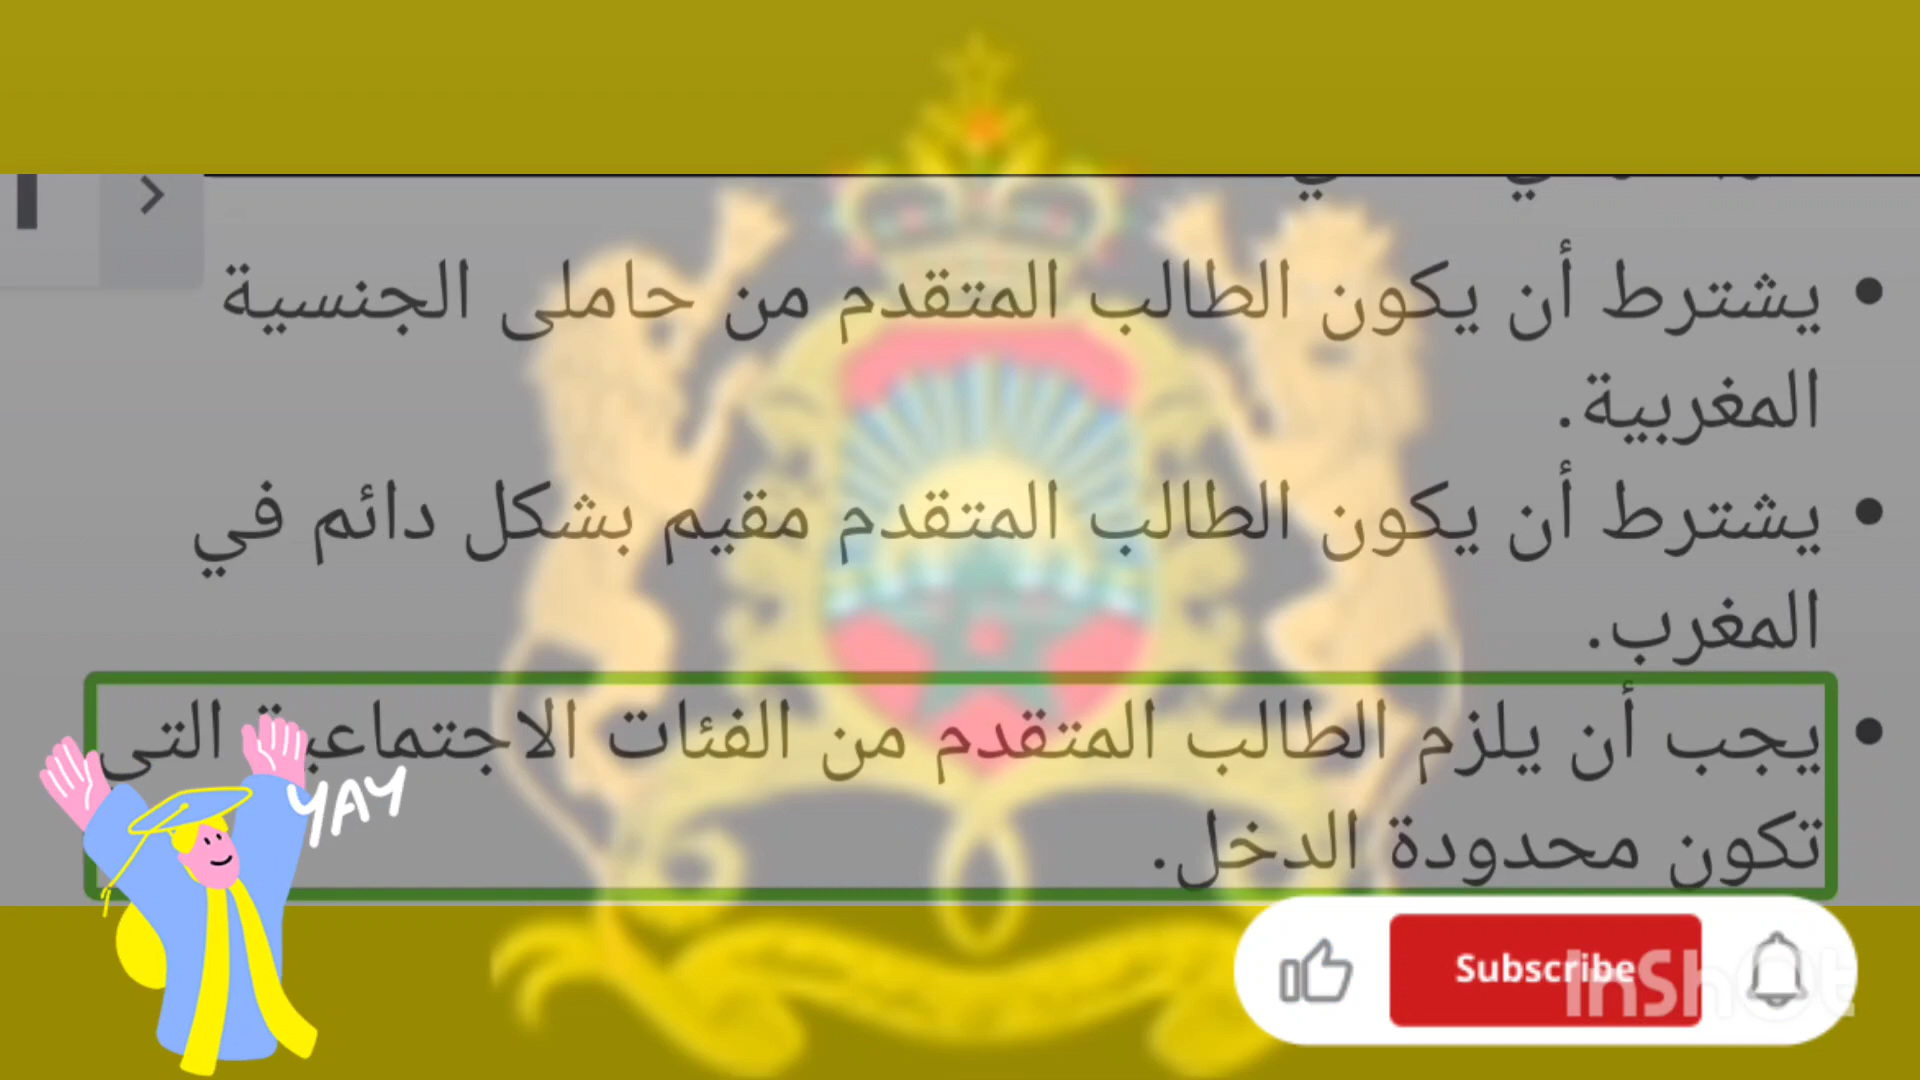 يشترط أن يكون الطالب المتقدم من حاملى الجنسية
المغربية.
يشترط أن يكون الطالب المتقدم مقيم بشكل دائم في
المغرب.
يجب أن يلزم الطالب المتقدم من الفئات الاجتماعية التى
تكون محدودة الدخل.
YAY
Subscribe
InShOt